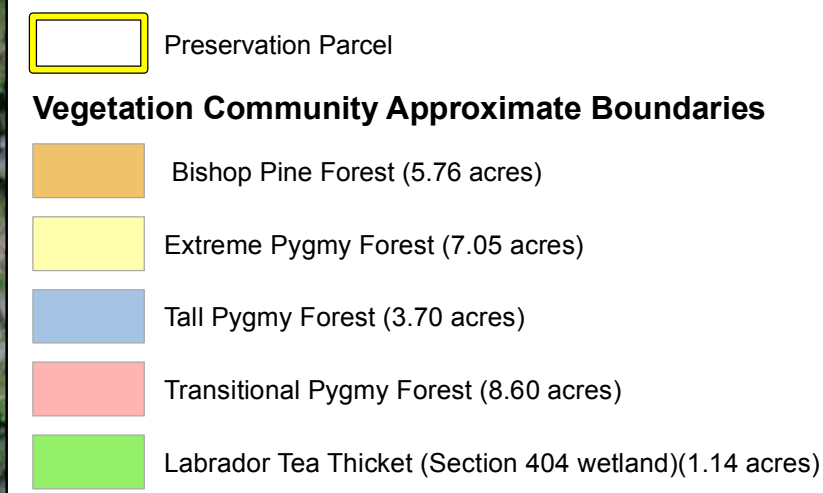 Preservation Parcel
Vegetation Community Approximate Boundaries
Bishop Pine Forest (5.76 acres)
Extreme Pygmy Forest (7.05 acres)
Tall Pygmy Forest (3.70 acres)
Transitional Pygmy Forest (8.60 acres)
Labrador Tea Thicket (Section 404 wetland)(1.14 acres)